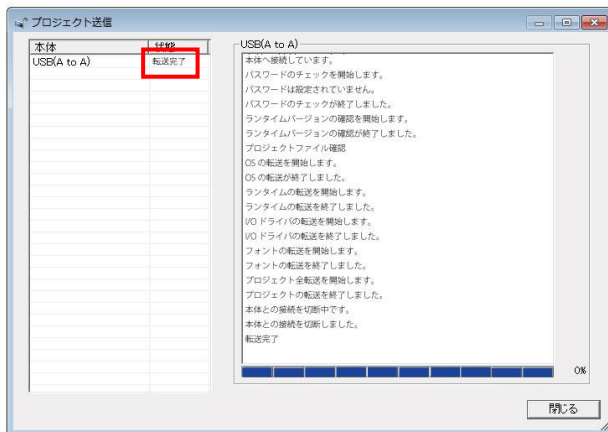 プロジェクト送信
本体 状態
USB(A to A) 転送完了
USB(A to A)
本体へ接続しています。
パスワードのチェックを開始します。
パスワードは設定されていません。
パスワードのチェックが終了しました。
ランタイムバージョンの確認を開始します。
ランタイムバージョンの確認が終了しました。
プロジェクトファイル確認
OS の転送を開始します。
OS の転送が終了しました。
ランタイムの転送を開始します。
ランタイムの転送を終了しました。
I/O ドライバの転送を開始します。
I/O ドライバの転送を終了しました。
フォントの転送を開始します。
フォントの転送を終了しました。
プロジェクト全転送を開始します。
プロジェクトの転送を終了しました。
本体との接続を切断中です。
本体との接続を切断しました。
転送完了
0%
閉じる